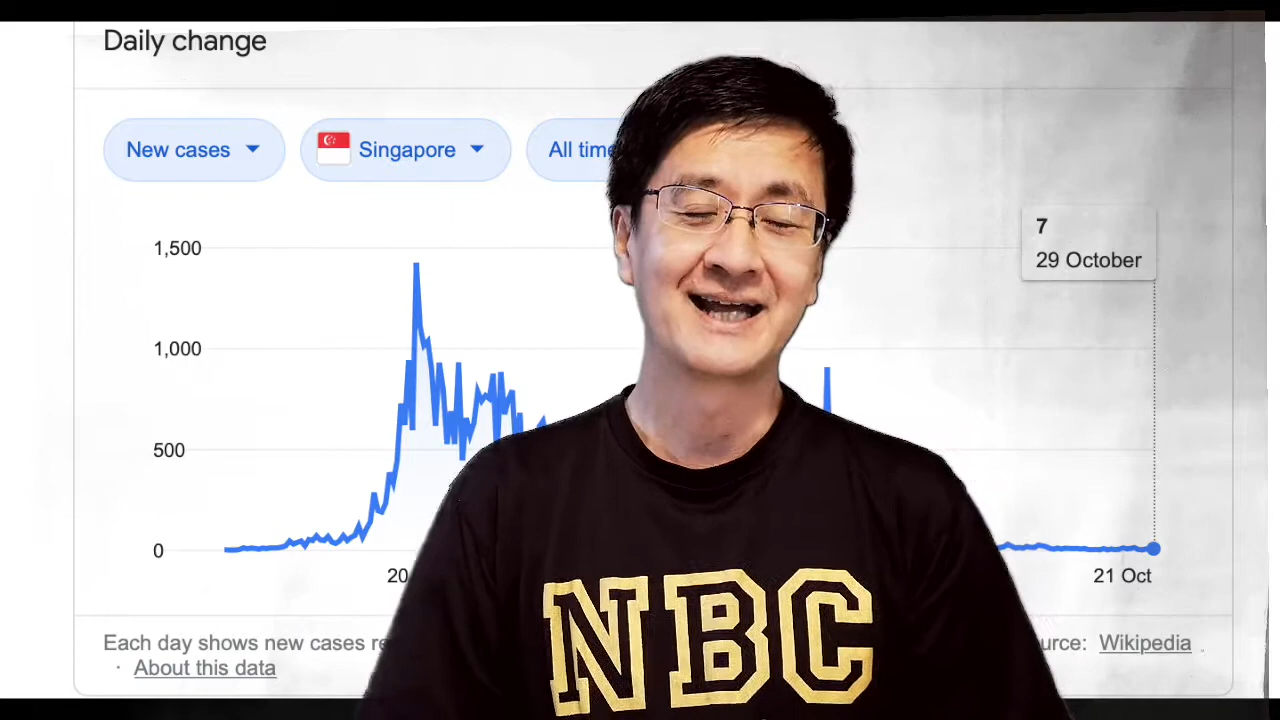 Daily change
New cases
Singapore
All time
7
29 October
1,500
1,000
500
0
20
21 Oct
Each day shows new cases re
urce: Wikipedia
· About this data
NBC